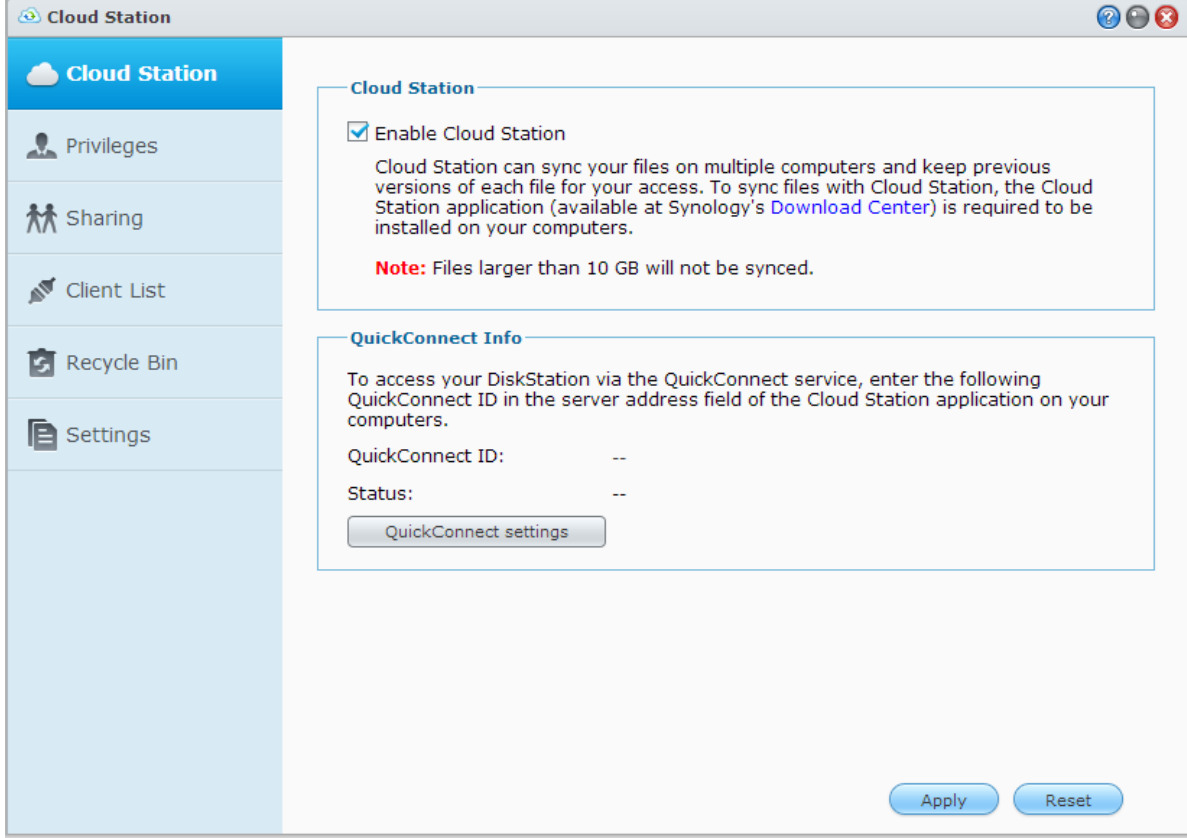 Cloud Station
Cloud Station
Privileges
Sharing
Client List
Recycle Bin
Settings
Cloud Station
Enable Cloud Station
Cloud Station can sync your files on multiple computers and keep previous
versions of each file for your access. To sync files with Cloud Station, the Cloud
Station application (available at Synology's Download Center) is required to be
installed on your computers.
Note: Files larger than 10 GB will not be synced.
QuickConnect Info
To access your DiskStation via the QuickConnect service, enter the following
QuickConnect ID in the server address field of the Cloud Station application on your
computers.
QuickConnect ID: --
Status: --
QuickConnect settings
Apply Reset